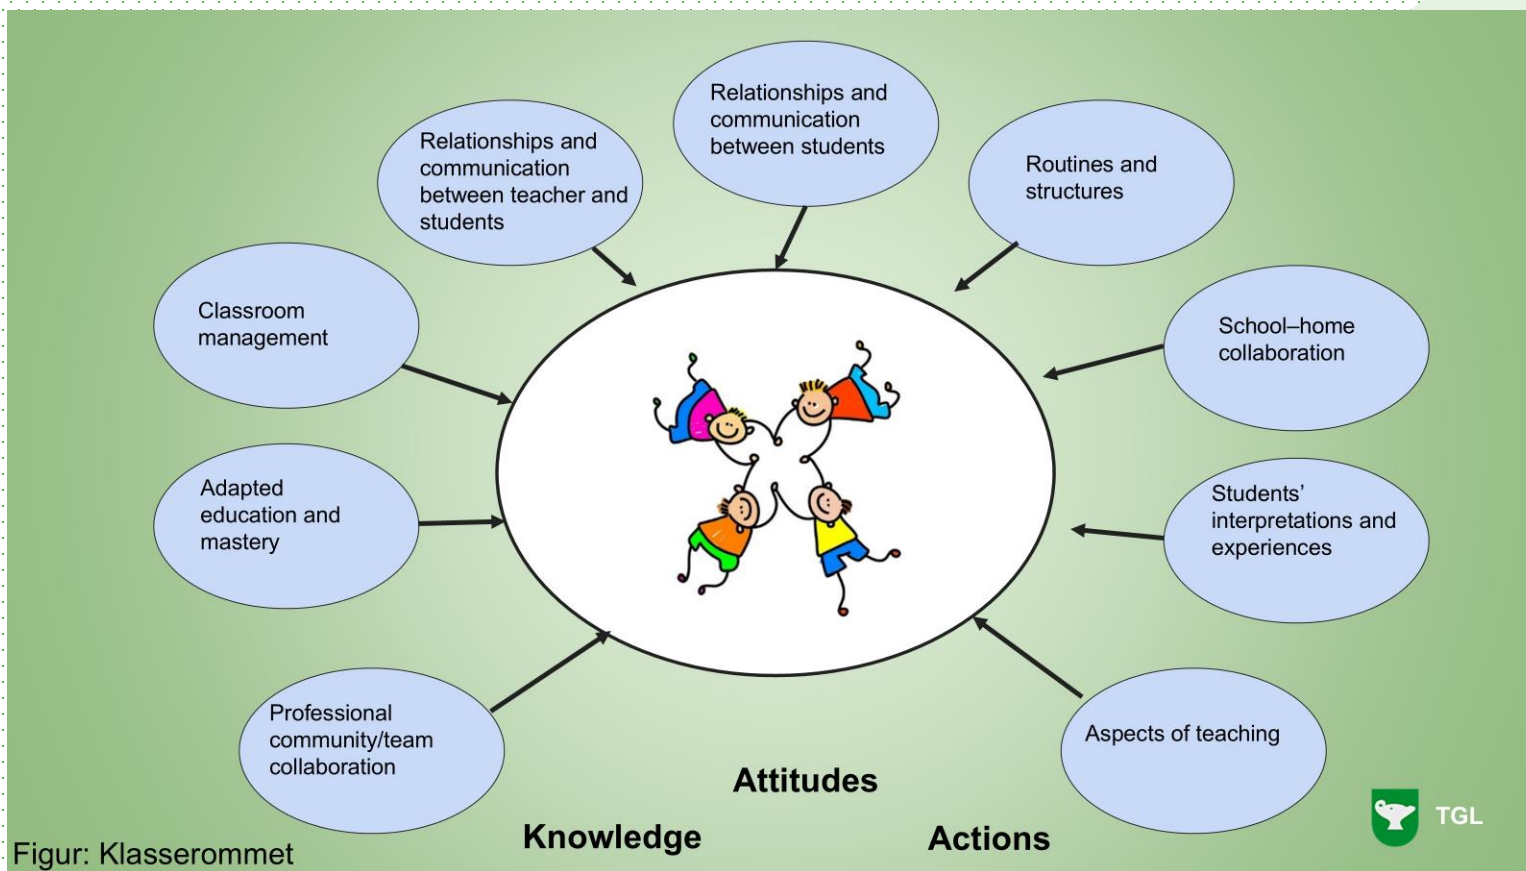 Relationships and
communication
between students
Relationships and
communication
between teacher and
students
Routines and
structures
Classroom
management
School–home
collaboration
Adapted
education and
mastery
Students’
interpretations and
experiences
Professional
community/team
collaboration
Aspects of teaching
Attitudes
Knowledge
Actions
TGL
Figur: Klasserommet